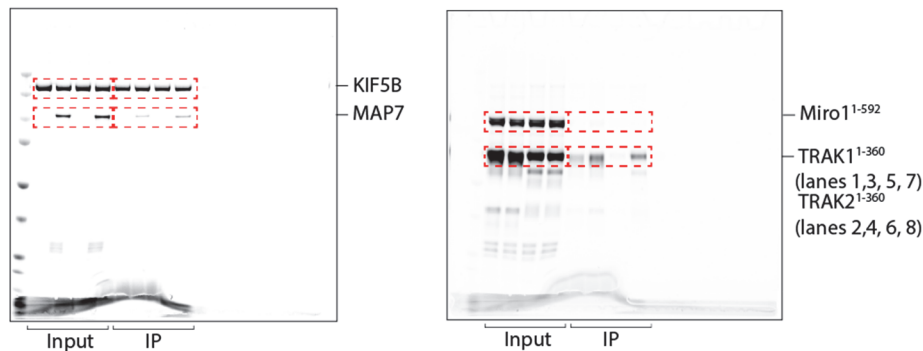 KIF5B
MAP7
Input IP
Miro1¹⁻⁵⁹²
TRAK1¹⁻³⁶⁰
(lanes 1,3, 5, 7)
TRAK2¹⁻³⁶⁰
(lanes 2,4, 6, 8)
Input IP